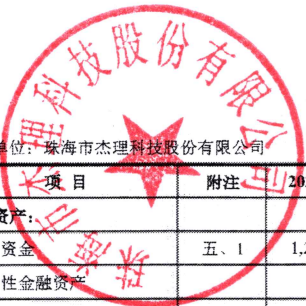 珠海市杰理科技股份有限公司
单位：珠海市杰理科技股份有限公司
项 目 附注 20
资产：
资金 五、1 1,
性金融资产